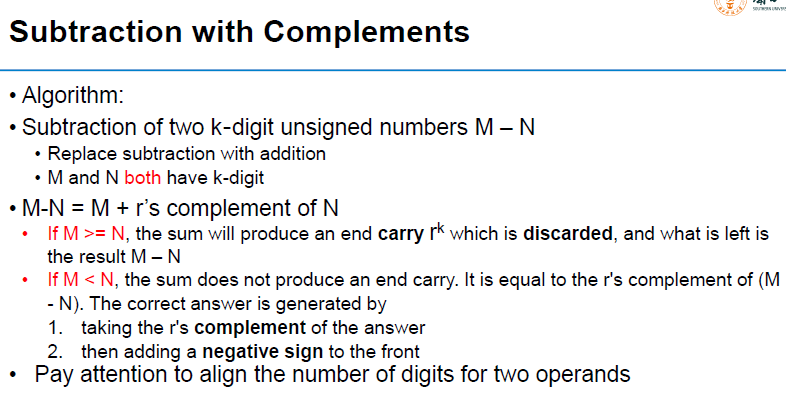 SOUTHERN UNIVERS
Subtraction with Complements
• Algorithm:
• Subtraction of two k-digit unsigned numbers M – N
• Replace subtraction with addition
• M and N both have k-digit
• M-N = M + r's complement of N
• If M >= N, the sum will produce an end carry rᵏ which is discarded, and what is left is
the result M – N
• If M < N, the sum does not produce an end carry. It is equal to the r's complement of (M
- N). The correct answer is generated by
1. taking the r's complement of the answer
2. then adding a negative sign to the front
• Pay attention to align the number of digits for two operands